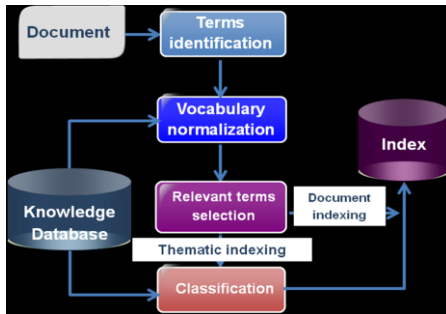 Document
Terms
identification
Vocabulary
normalization
Index
Relevant terms
selection
Document
indexing
Knowledge
Database
Thematic indexing
Classification